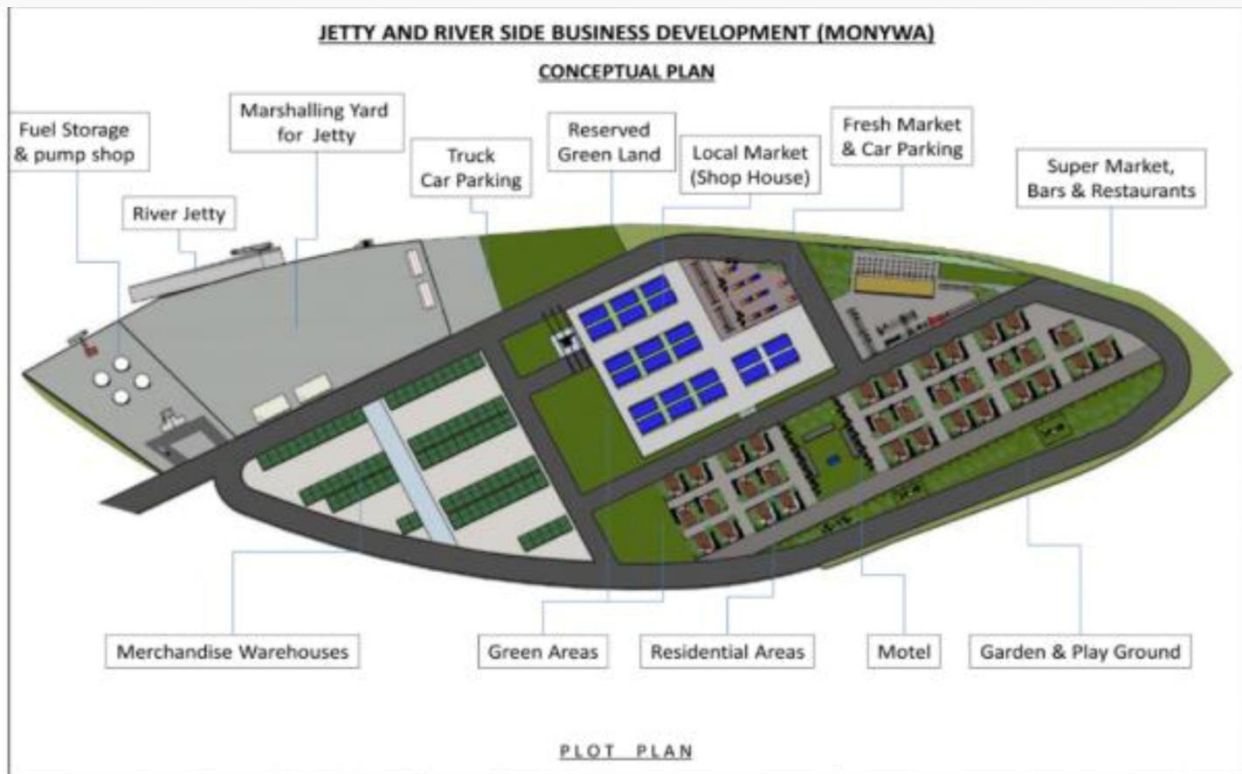 JETTY AND RIVER SIDE BUSINESS DEVELOPMENT (MONYWA)
CONCEPTUAL PLAN
Fuel Storage
& pump shop
Marshalling Yard
for Jetty
River Jetty
Truck
Car Parking
Reserved
Green Land
Local Market
(Shop House)
Fresh Market
& Car Parking
Super Market,
Bars & Restaurants
Merchandise Warehouses
Green Areas
Residential Areas
Motel
Garden & Play Ground
PLOT PLAN